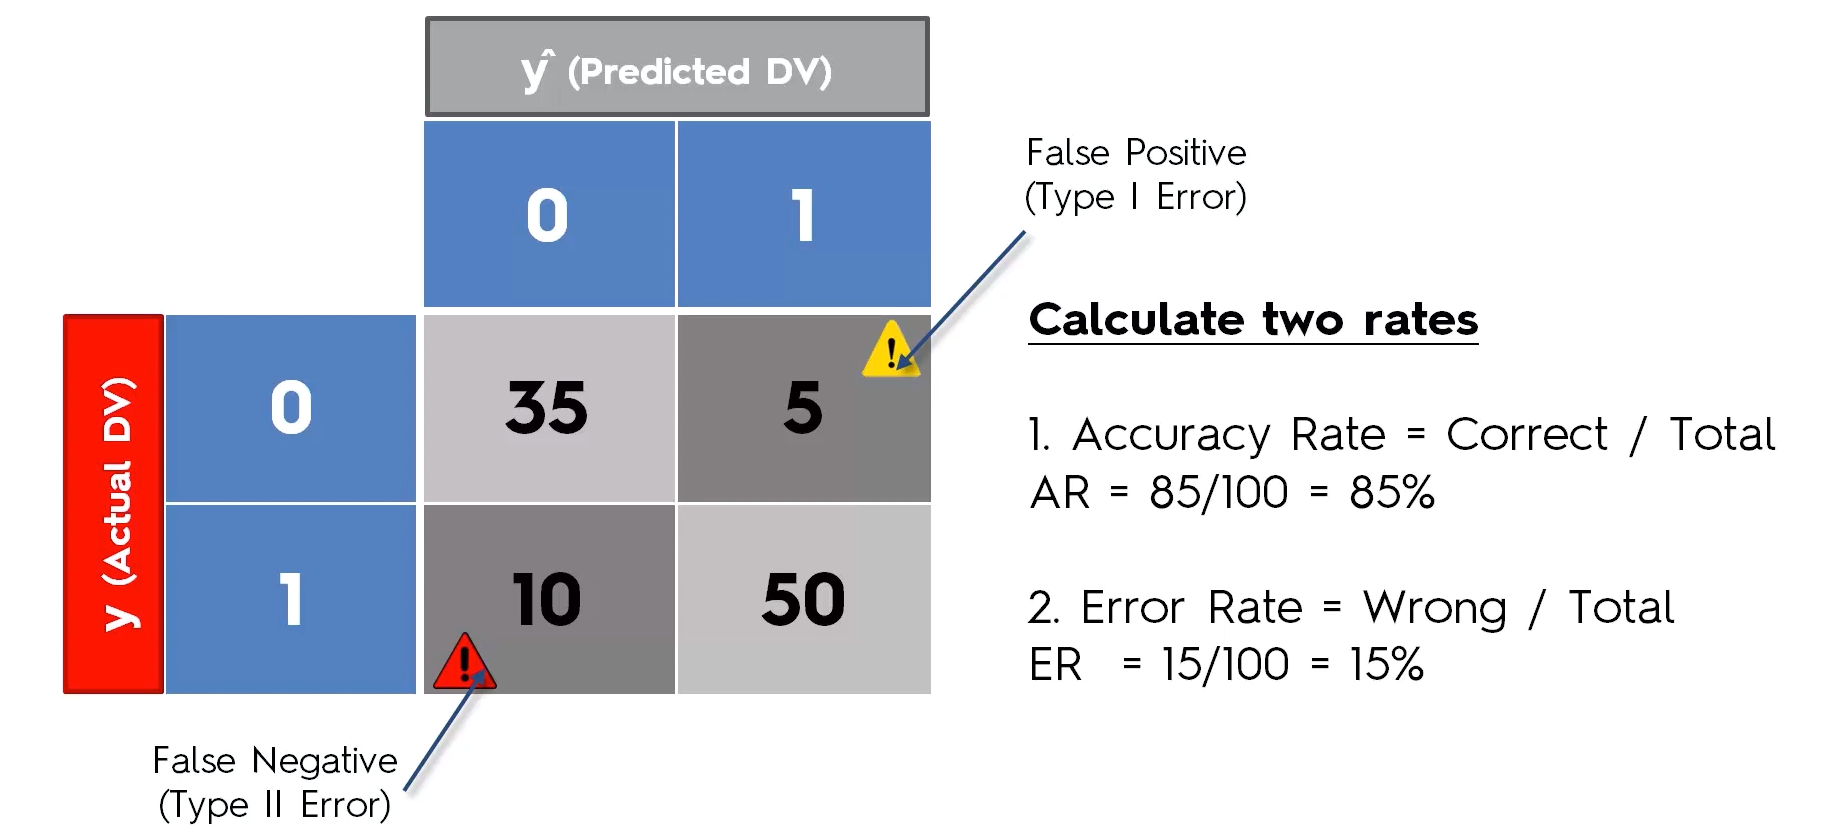 ŷ (Predicted DV)
0 1
False Positive
(Type I Error)
Calculate two rates
y (Actual DV)
0 35 5
1. Accuracy Rate = Correct / Total
AR = 85/100 = 85%
1 10 50
2. Error Rate = Wrong / Total
ER = 15/100 = 15%
False Negative
(Type II Error)